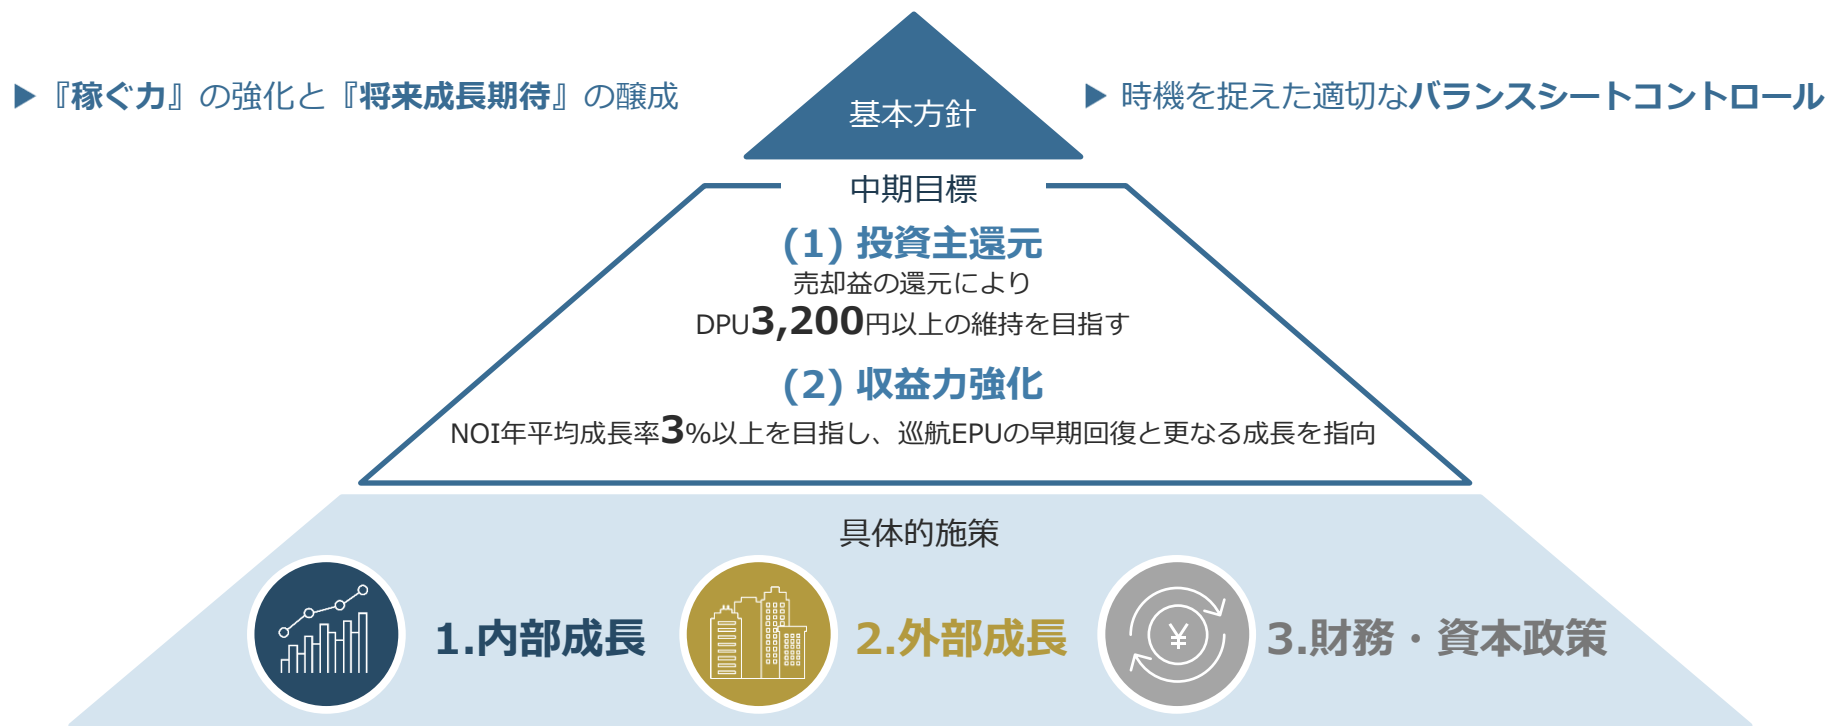 ▶『稼ぐ力』の強化と『将来成長期待』の醸成
基本方針
▶ 時機を捉えた適切なバランスシートコントロール
中期目標
(1) 投資主還元
売却益の還元により
DPU3,200円以上の維持を目指す
(2) 収益力強化
NOI年平均成長率3%以上を目指し、巡航EPUの早期回復と更なる成長を指向
具体的施策
1.内部成長
2.外部成長
¥
3.財務・資本政策